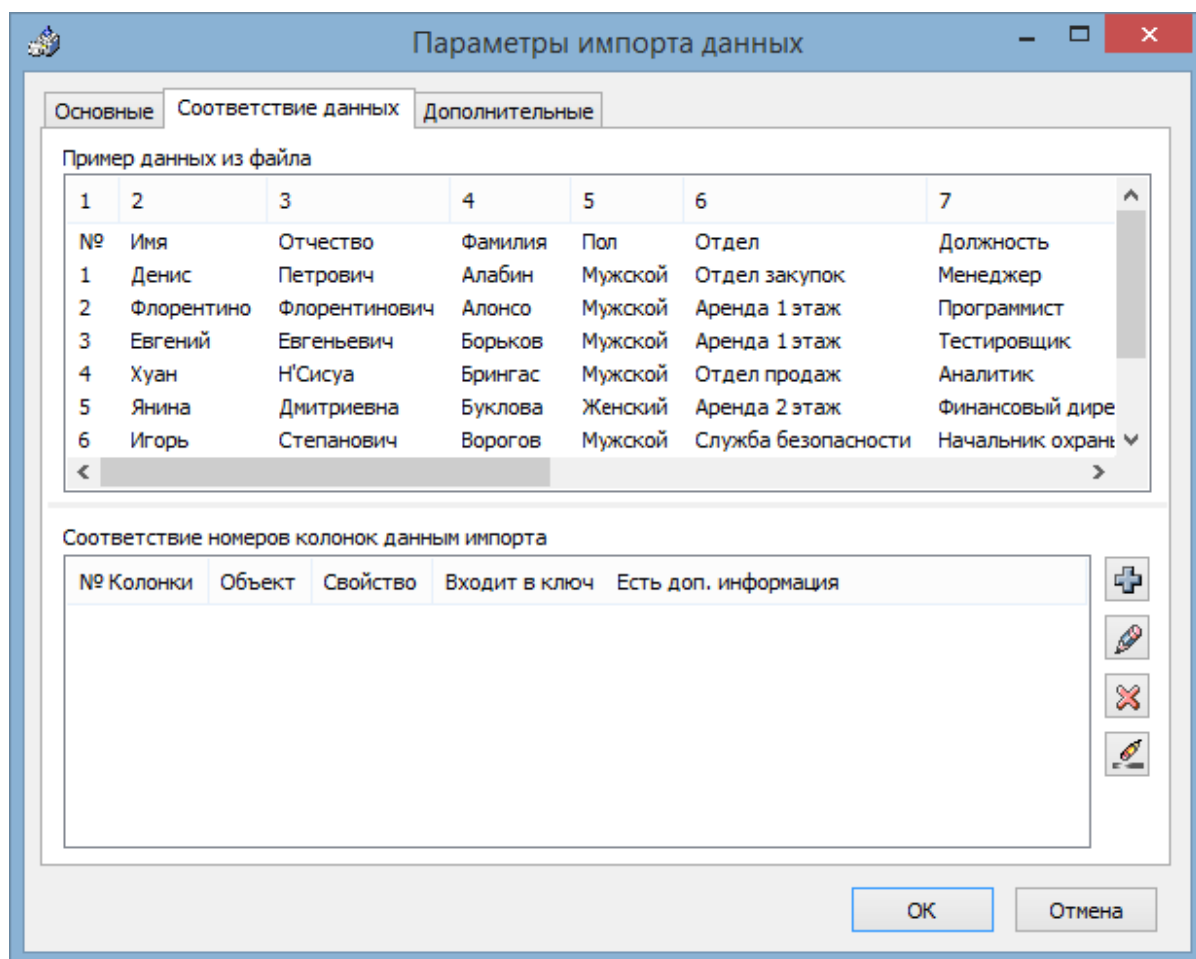 Параметры импорта данных
Основные Соответствие данных Дополнительные
Пример данных из файла
1 2 3 4 5 6 7
№ Имя Отчество Фамилия Пол Отдел Должность
1 Денис Петрович Алабин Мужской Отдел закупок Менеджер
2 Флорентино Флорентинович Алонсо Мужской Аренда 1 этаж Программист
3 Евгений Евгеньевич Борьков Мужской Аренда 1 этаж Тестировщик
4 Хуан Н'Сисуа Брингас Мужской Отдел продаж Аналитик
5 Янина Дмитриевна Буклова Женский Аренда 2 этаж Финансовый дире
6 Игорь Степанович Ворогов Мужской Служба безопасности Начальник охраны
Соответствие номеров колонок данным импорта
№ Колонки Объект Свойство Входит в ключ Есть доп. информация
ОК Отмена